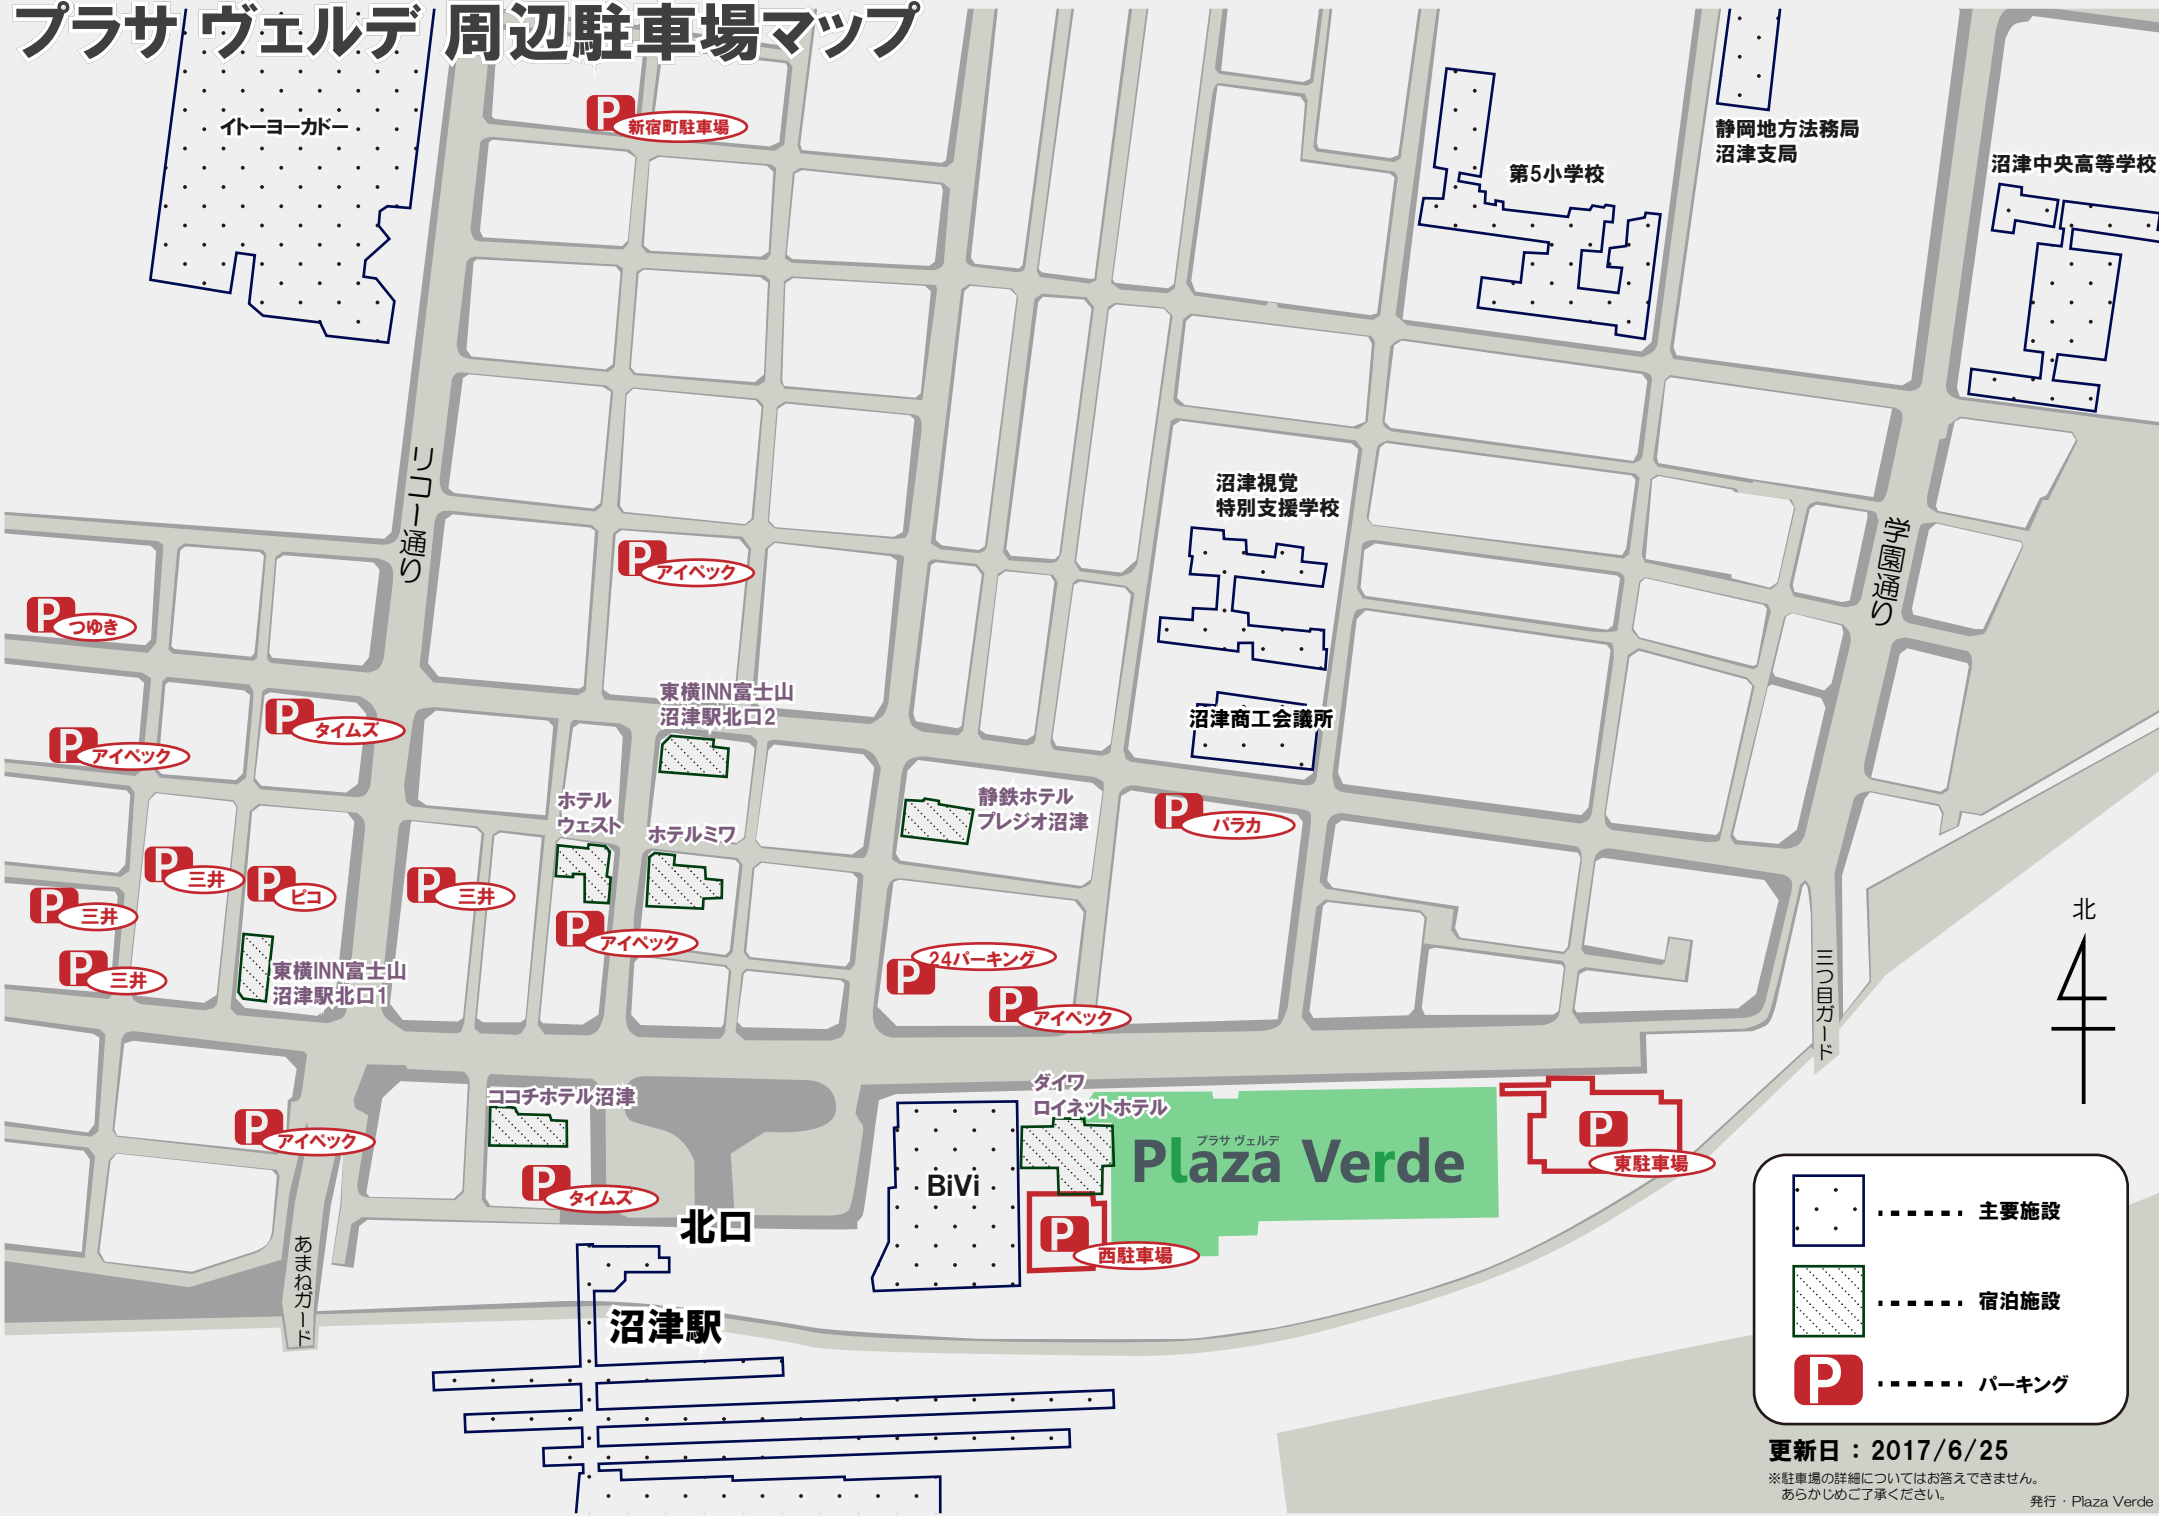 プラサ ヴェルデ 周辺駐車場マップ
イトーヨーカドー
P
新宿町駐車場
第5小学校
静岡地方法務局
沼津支局
沼津中央高等学校
リコー通り
沼津視覚
特別支援学校
学園通り
P
アイペック
P
つゆき
P
アイペック
P
タイムズ
東横INN富士山
沼津駅北口2
沼津商工会議所
ホテル
ウェスト
ホテルミワ
静鉄ホテル
プレジオ沼津
P
パラカ
P
三井
P
ピコ
P
三井
P
三井
P
三井
P
アイペック
東横INN富士山
沼津駅北口1
24パーキング
P
P
アイペック
三つ目ガード
北
ココチホテル沼津
P
アイペック
P
タイムズ
北口
あまねガード
BiVi
ダイワ
ロイネットホテル
プラサ ヴェルデ
Plaza Verde
P
東駐車場
P
西駐車場
沼津駅
主要施設
宿泊施設
P
パーキング
更新日：2017/6/25
※駐車場の詳細についてはお答えできません。
あらかじめご了承ください。
発行・Plaza Verde